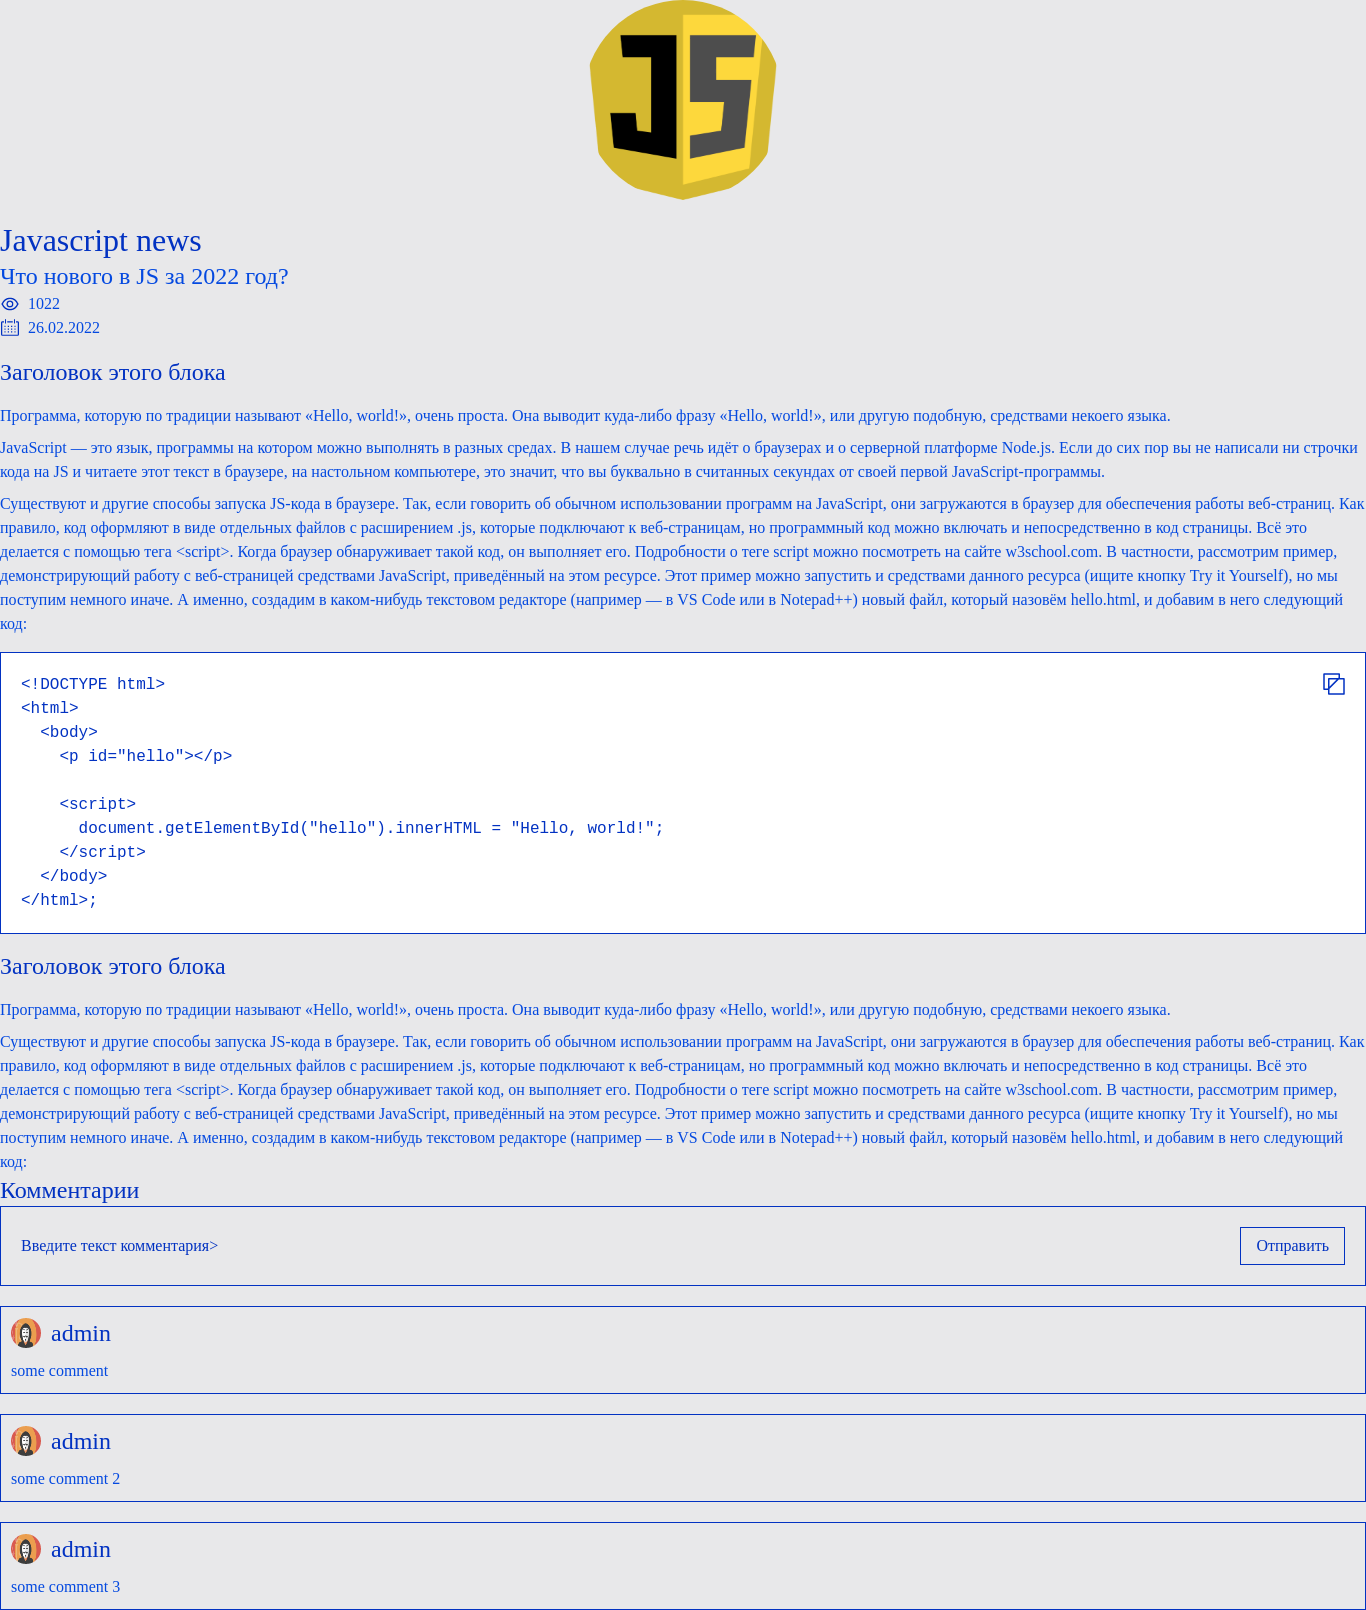 JS
Javascript news
Что нового в JS за 2022 год?
1022
26.02.2022
Заголовок этого блока
Программа, которую по традиции называют «Hello, world!», очень проста. Она выводит куда-либо фразу «Hello, world!», или другую подобную, средствами некоего языка.
JavaScript — это язык, программы на котором можно выполнять в разных средах. В нашем случае речь идёт о браузерах и о серверной платформе Node.js. Если до сих пор вы не написали ни строчки
кода на JS и читаете этот текст в браузере, на настольном компьютере, это значит, что вы буквально в считанных секундах от своей первой JavaScript-программы.
Существуют и другие способы запуска JS-кода в браузере. Так, если говорить об обычном использовании программ на JavaScript, они загружаются в браузер для обеспечения работы веб-страниц. Как
правило, код оформляют в виде отдельных файлов с расширением .js, которые подключают к веб-страницам, но программный код можно включать и непосредственно в код страницы. Всё это
делается с помощью тега <script>. Когда браузер обнаруживает такой код, он выполняет его. Подробности о теге script можно посмотреть на сайте w3school.com. В частности, рассмотрим пример,
демонстрирующий работу с веб-страницей средствами JavaScript, приведённый на этом ресурсе. Этот пример можно запустить и средствами данного ресурса (ищите кнопку Try it Yourself), но мы
поступим немного иначе. А именно, создадим в каком-нибудь текстовом редакторе (например — в VS Code или в Notepad++) новый файл, который назовём hello.html, и добавим в него следующий
код:
<!DOCTYPE html>
<html>
  <body>
    <p id="hello"></p>
    <script>
      document.getElementById("hello").innerHTML = "Hello, world!";
    </script>
  </body>
</html>;
Заголовок этого блока
Программа, которую по традиции называют «Hello, world!», очень проста. Она выводит куда-либо фразу «Hello, world!», или другую подобную, средствами некоего языка.
Существуют и другие способы запуска JS-кода в браузере. Так, если говорить об обычном использовании программ на JavaScript, они загружаются в браузер для обеспечения работы веб-страниц. Как
правило, код оформляют в виде отдельных файлов с расширением .js, которые подключают к веб-страницам, но программный код можно включать и непосредственно в код страницы. Всё это
делается с помощью тега <script>. Когда браузер обнаруживает такой код, он выполняет его. Подробности о теге script можно посмотреть на сайте w3school.com. В частности, рассмотрим пример,
демонстрирующий работу с веб-страницей средствами JavaScript, приведённый на этом ресурсе. Этот пример можно запустить и средствами данного ресурса (ищите кнопку Try it Yourself), но мы
поступим немного иначе. А именно, создадим в каком-нибудь текстовом редакторе (например — в VS Code или в Notepad++) новый файл, который назовём hello.html, и добавим в него следующий
код:
Комментарии
Введите текст комментария>
Отправить
admin
some comment
admin
some comment 2
admin
some comment 3